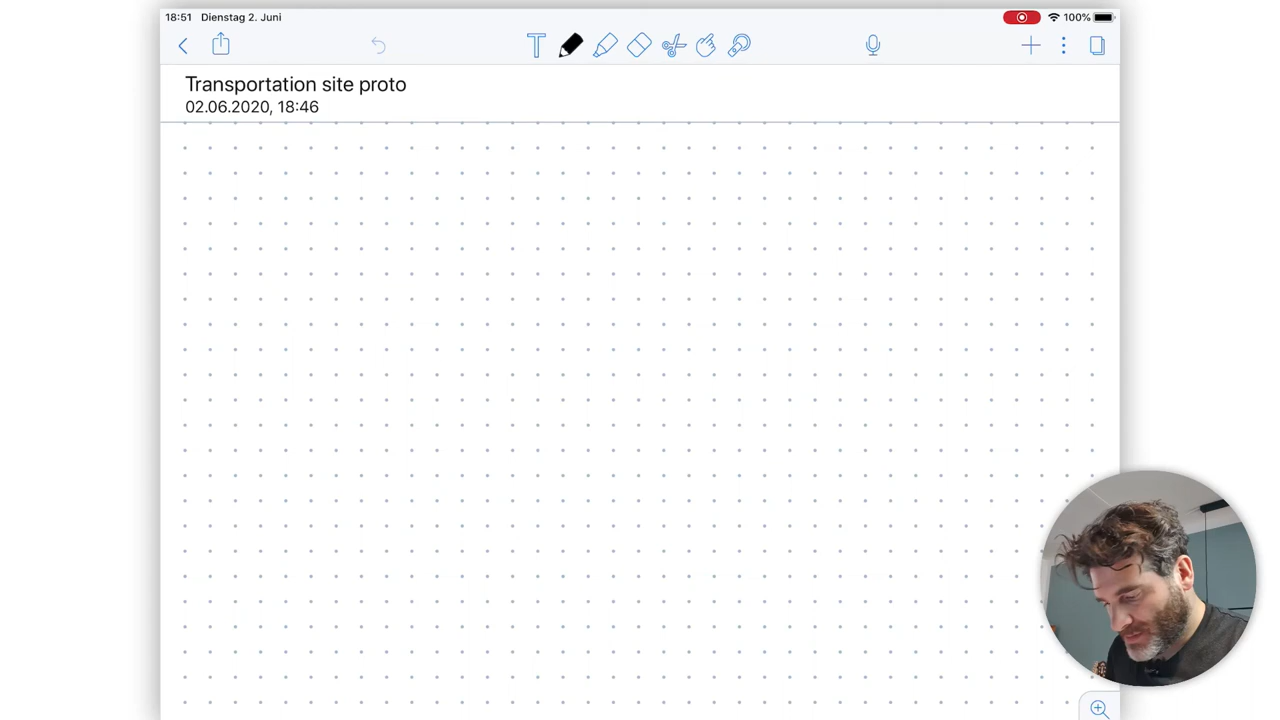 18:51 Dienstag 2. Juni 100%
Transportation site proto
02.06.2020, 18:46